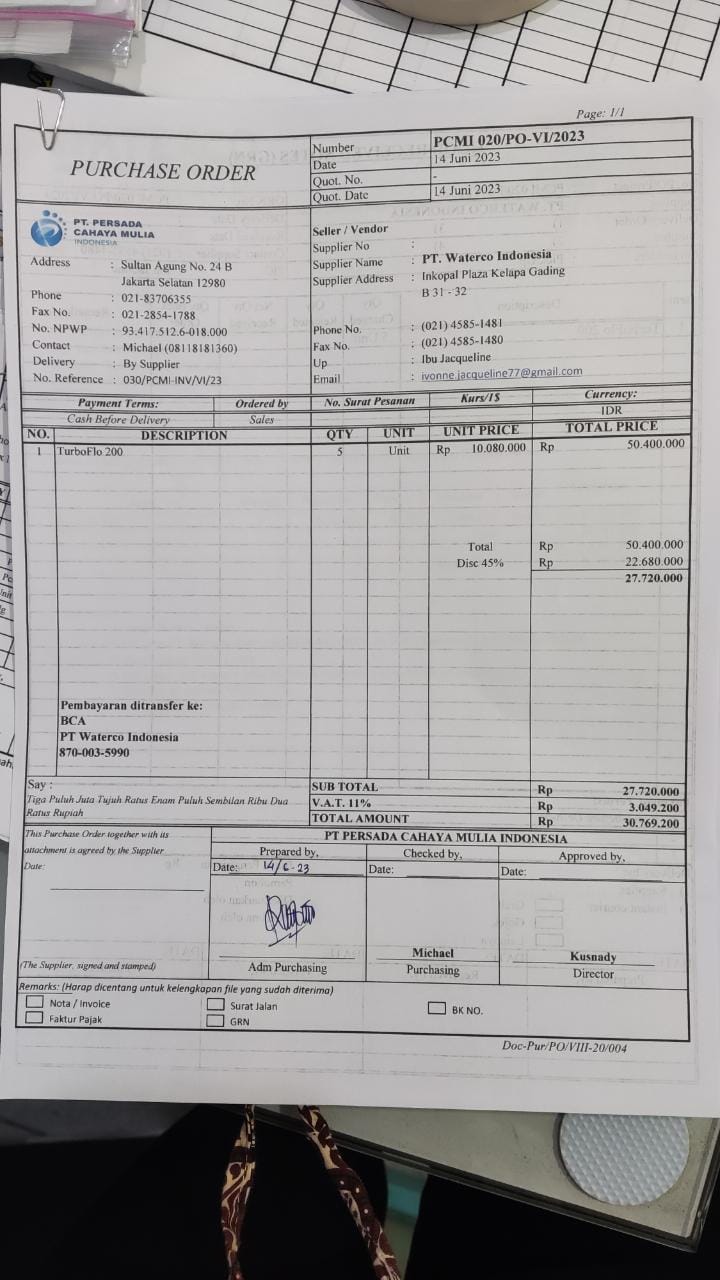 Page: 1/1
PURCHASE ORDER
Number PCMI 020/PO-VI/2023
Date 14 Juni 2023
Quot. No. -
Quot. Date 14 Juni 2023
PT. PERSADA
CAHAYA MULIA
INDONESIA
Address : Sultan Agung No. 24 B
Jakarta Selatan 12980
Phone : 021-83706355
Fax No. : 021-2854-1788
No. NPWP : 93.417.512.6-018.000
Contact : Michael (08118181360)
Delivery : By Supplier
No. Reference : 030/PCMI-INV/VI/23
Seller / Vendor
Supplier No :
Supplier Name : PT. Waterco Indonesia
Supplier Address : Inkopal Plaza Kelapa Gading
B 31 - 32
Phone No. : (021) 4585-1481
Fax No. : (021) 4585-1480
Up : Ibu Jacqueline
Email : ivonne.jacqueline77@gmail.com
Payment Terms: Ordered by No. Surat Pesanan Kurs/1$ Currency:
Cash Before Delivery Sales IDR
NO. DESCRIPTION QTY UNIT UNIT PRICE TOTAL PRICE
1 TurboFlo 200 5 Unit Rp 10.080.000 Rp 50.400.000
Total Rp 50.400.000
Disc 45% Rp 22.680.000
27.720.000
Pembayaran ditransfer ke:
BCA
PT Waterco Indonesia
870-003-5990
Say :
Tiga Puluh Juta Tujuh Ratus Enam Puluh Sembilan Ribu Dua
Ratus Rupiah
SUB TOTAL Rp 27.720.000
V.A.T. 11% Rp 3.049.200
TOTAL AMOUNT Rp 30.769.200
This Purchase Order together with its
attachment is agreed by the Supplier
Date:
(The Supplier, signed and stamped)
PT PERSADA CAHAYA MULIA INDONESIA
Prepared by, Checked by, Approved by,
Date: 14/6-23 Date: Date:
Michael Kusnady
Adm Purchasing Purchasing Director
Remarks: (Harap dicentang untuk kelengkapan file yang sudah diterima)
Nota / Invoice Surat Jalan BK NO.
Faktur Pajak GRN
Doc-Pur/PO/VIII-20/004